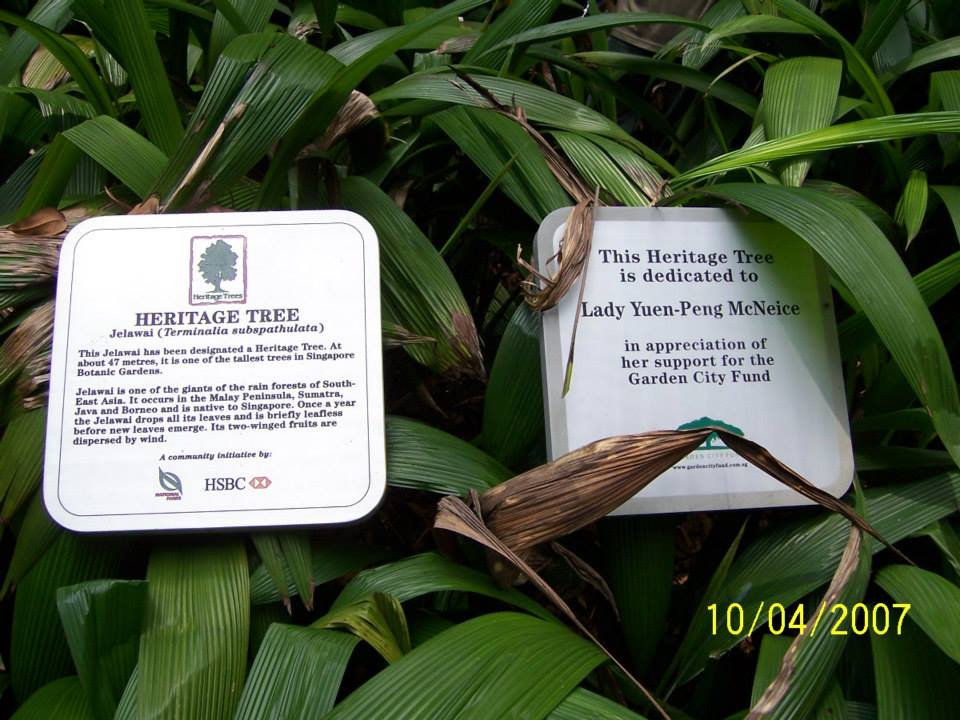 Heritage Trees
HERITAGE TREE
Jelawai (Terminalia subspathulata)
This Jelawai has been designated a Heritage Tree. At
about 47 metres, it is one of the tallest trees in Singapore
Botanic Gardens.
Jelawai is one of the giants of the rain forests of South-
East Asia. It occurs in the Malay Peninsula, Sumatra,
Java and Borneo and is native to Singapore. Once a year
the Jelawai drops all its leaves and is briefly leafless
before new leaves emerge. Its two-winged fruits are
dispersed by wind.
A community initiative by:
NATIONAL
PARKS
HSBC
This Heritage Tree
is dedicated to
Lady Yuen-Peng McNeice
in appreciation of
her support for the
Garden City Fund
CITY
www.gardencityfund.com.sg
10/04/2007